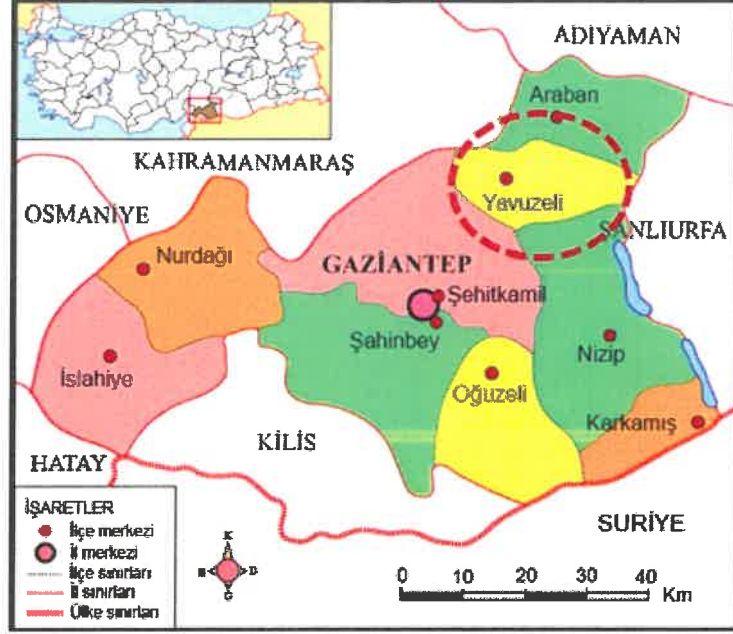 ADIYAMAN
Araban
KAHRAMANMARAŞ
Yavuzeli
OSMANİYE
ŞANLIURFA
Nurdağı
GAZİANTEP
Şehitkamil
Şahinbey
Nizip
İslahiye
Oğuzeli
Karkamış
KİLİS
HATAY
SURİYE
İŞARETLER
İlçe merkezi
İl merkezi
İlçe sınırları
İl sınırları
Ülke sınırları
K
B D
G
0 10 20 30 40
Km